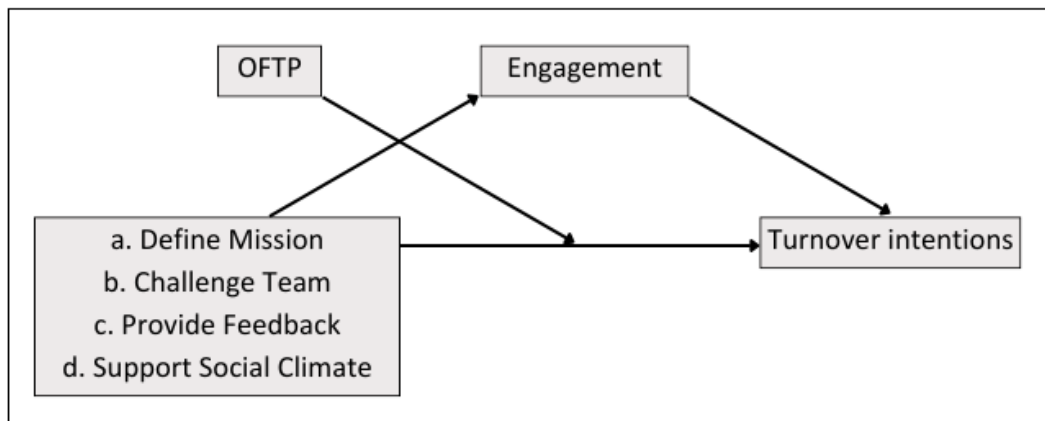 OFTP
Engagement
a. Define Mission
b. Challenge Team
c. Provide Feedback
d. Support Social Climate
Turnover intentions